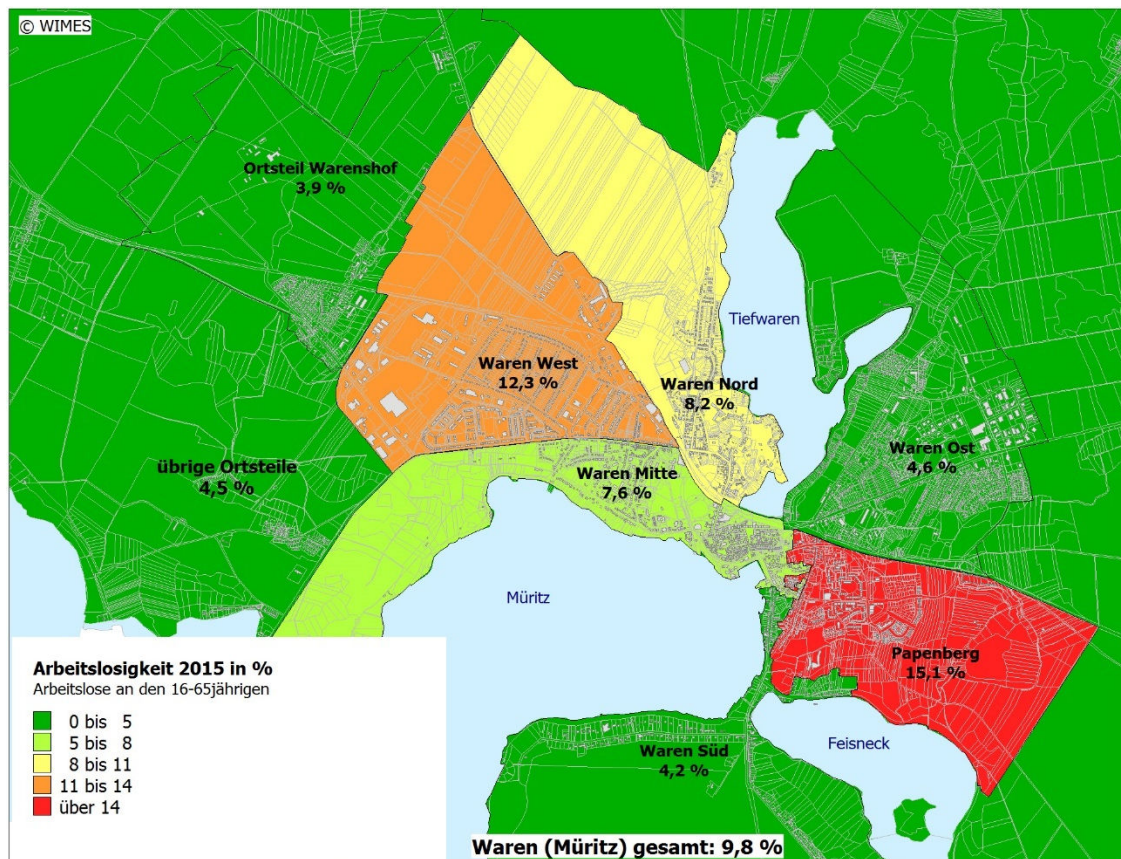 © WIMES
Ortsteil Warenshof
3,9 %
Tiefwaren
Waren West
12,3 %
Waren Nord
8,2 %
Waren Ost
4,6 %
übrige Ortsteile
4,5 %
Waren Mitte
7,6 %
Müritz
Papenberg
15,1 %
Feisneck
Waren Süd
4,2 %
Arbeitslosigkeit 2015 in %
Arbeitslose an den 16-65jährigen
0 bis 5
5 bis 8
8 bis 11
11 bis 14
über 14
Waren (Müritz) gesamt: 9,8 %